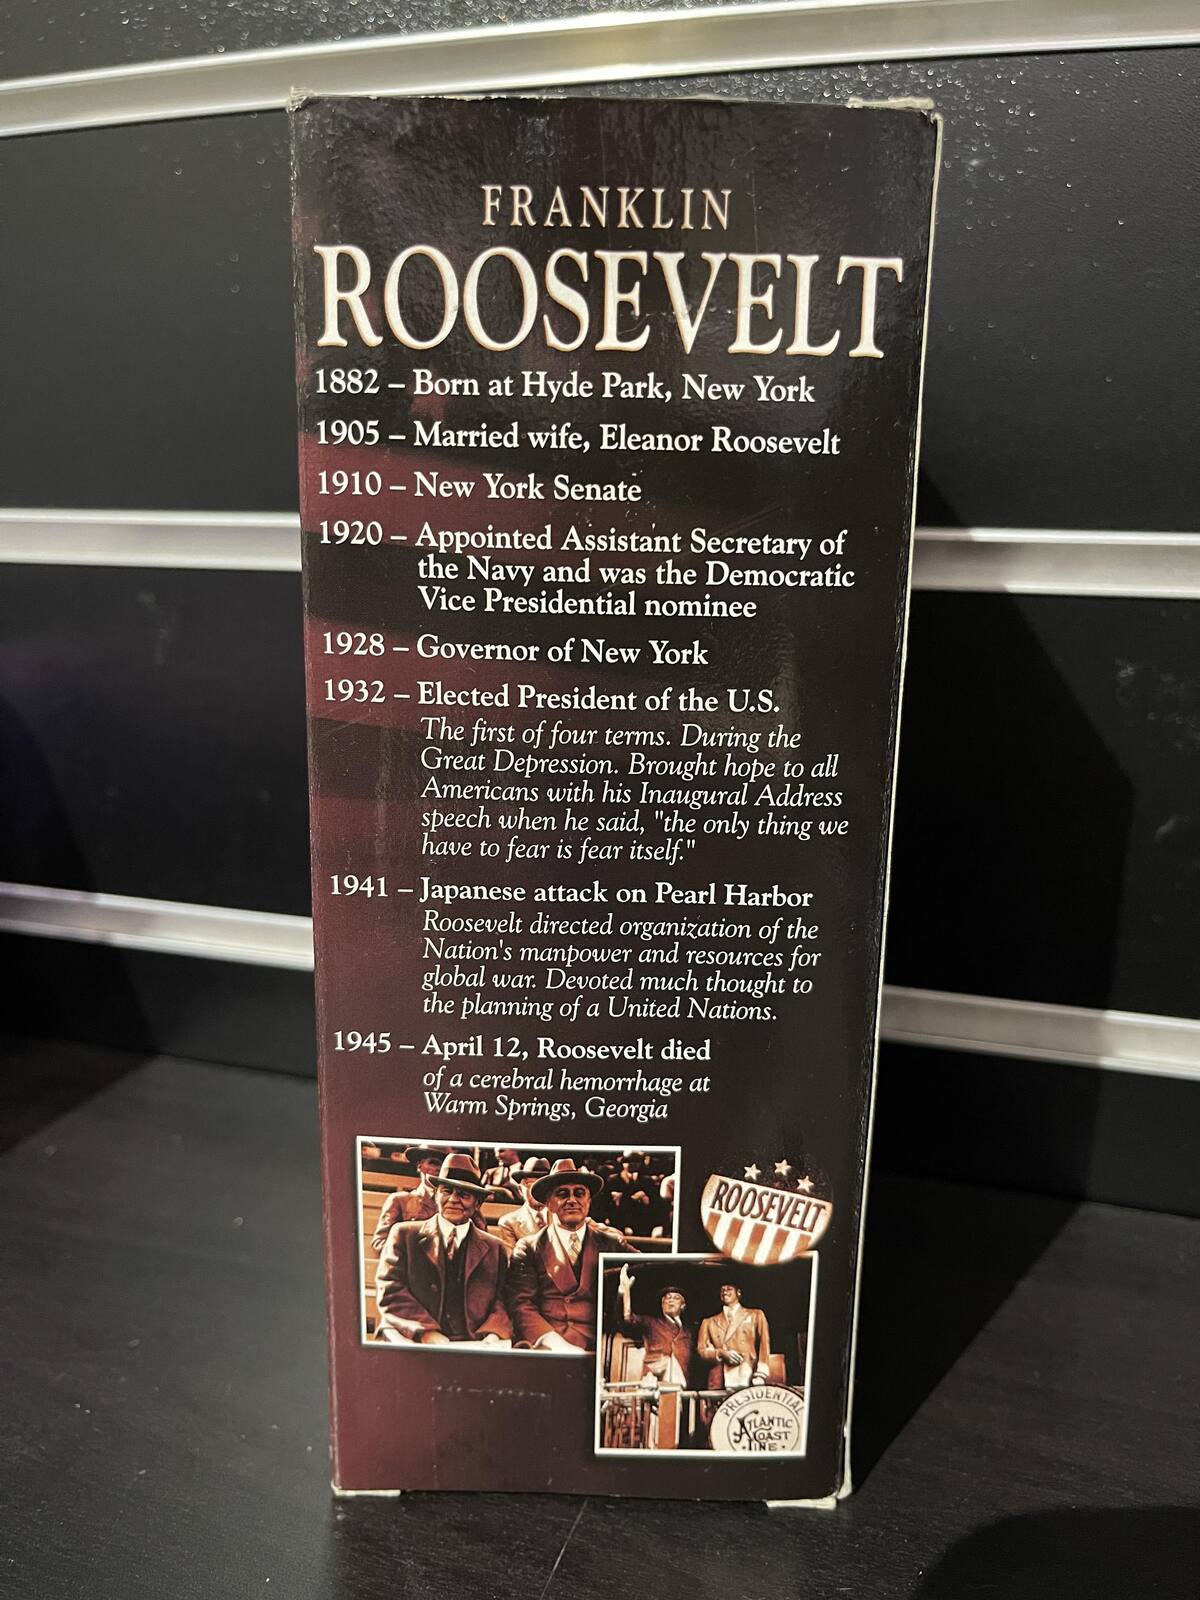 FRANKLIN
ROOSEVELT
1882 – Born at Hyde Park, New York
1905 – Married wife, Eleanor Roosevelt
1910 – New York Senate
1920 – Appointed Assistant Secretary of
the Navy and was the Democratic
Vice Presidential nominee
1928 – Governor of New York
1932 – Elected President of the U.S.
The first of four terms. During the
Great Depression. Brought hope to all
Americans with his Inaugural Address
speech when he said, "the only thing we
have to fear is fear itself."
1941 – Japanese attack on Pearl Harbor
Roosevelt directed organization of the
Nation's manpower and resources for
global war. Devoted much thought to
the planning of a United Nations.
1945 – April 12, Roosevelt died
of a cerebral hemorrhage at
Warm Springs, Georgia
ROOSEVELT
PRESIDENTIAL
ATLANTIC
COAST
LINE